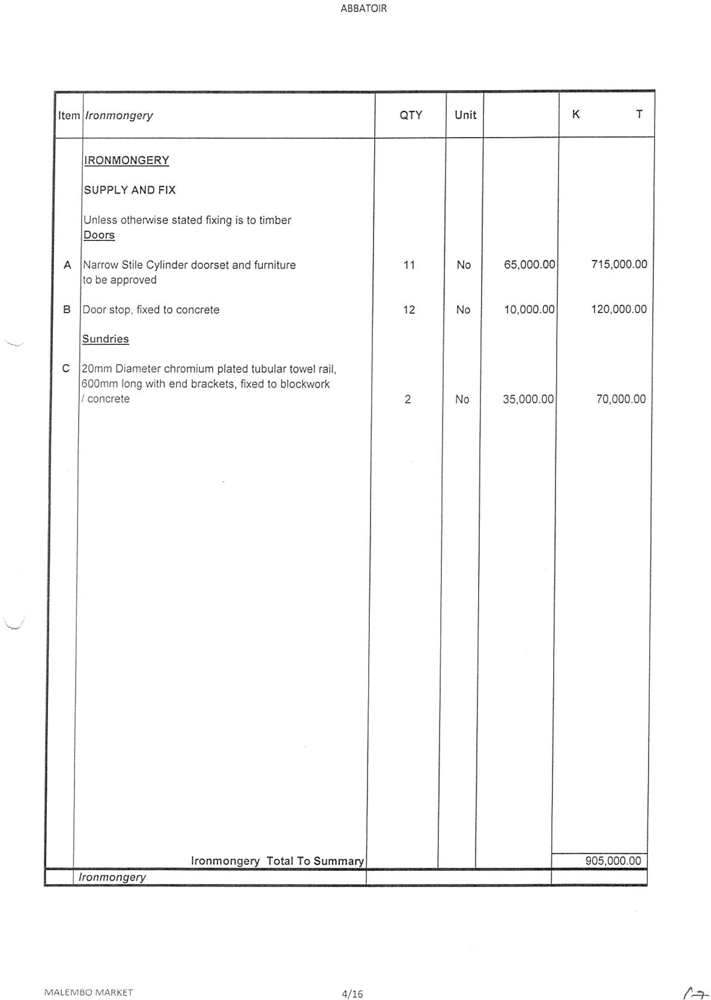 ABBATOIR
Item Ironmongery QTY Unit K T
IRONMONGERY
SUPPLY AND FIX
Unless otherwise stated fixing is to timber
Doors
A Narrow Stile Cylinder doorset and furniture 11 No 65,000.00 715,000.00
to be approved
B Door stop, fixed to concrete 12 No 10,000.00 120,000.00
Sundries
C 20mm Diameter chromium plated tubular towel rail,
600mm long with end brackets, fixed to blockwork
/ concrete 2 No 35,000.00 70,000.00
Ironmongery Total To Summary 905,000.00
Ironmongery
MALEMBO MARKET 4/16